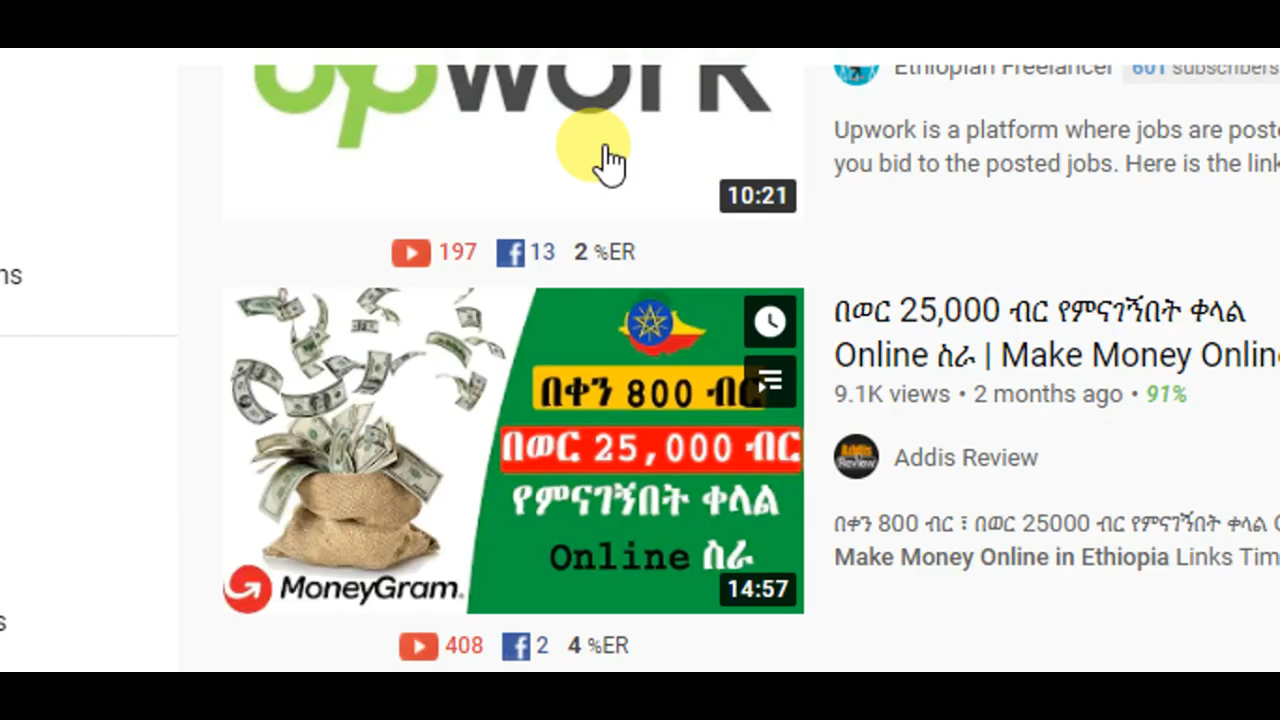 upwork
Ethiopian Freelancer 601 subscribers
Upwork is a platform where jobs are poste
you bid to the posted jobs. Here is the link
10:21
197 13 2 %ER
ns
በወር 25,000 ብር የምናገኝበት ቀላል
Online ስራ | Make Money Onlin
9.1K views • 2 months ago • 91%
Addis Review
በቀን 800 ብር ፣ በወር 25000 ብር የምናገኝበት ቀላል O
Make Money Online in Ethiopia Links Tim
በቀን 800 ብር
በወር 25,000 ብር
የምናገኝበት ቀላል
Online ስራ
MoneyGram.
14:57
s
408 2 4 %ER